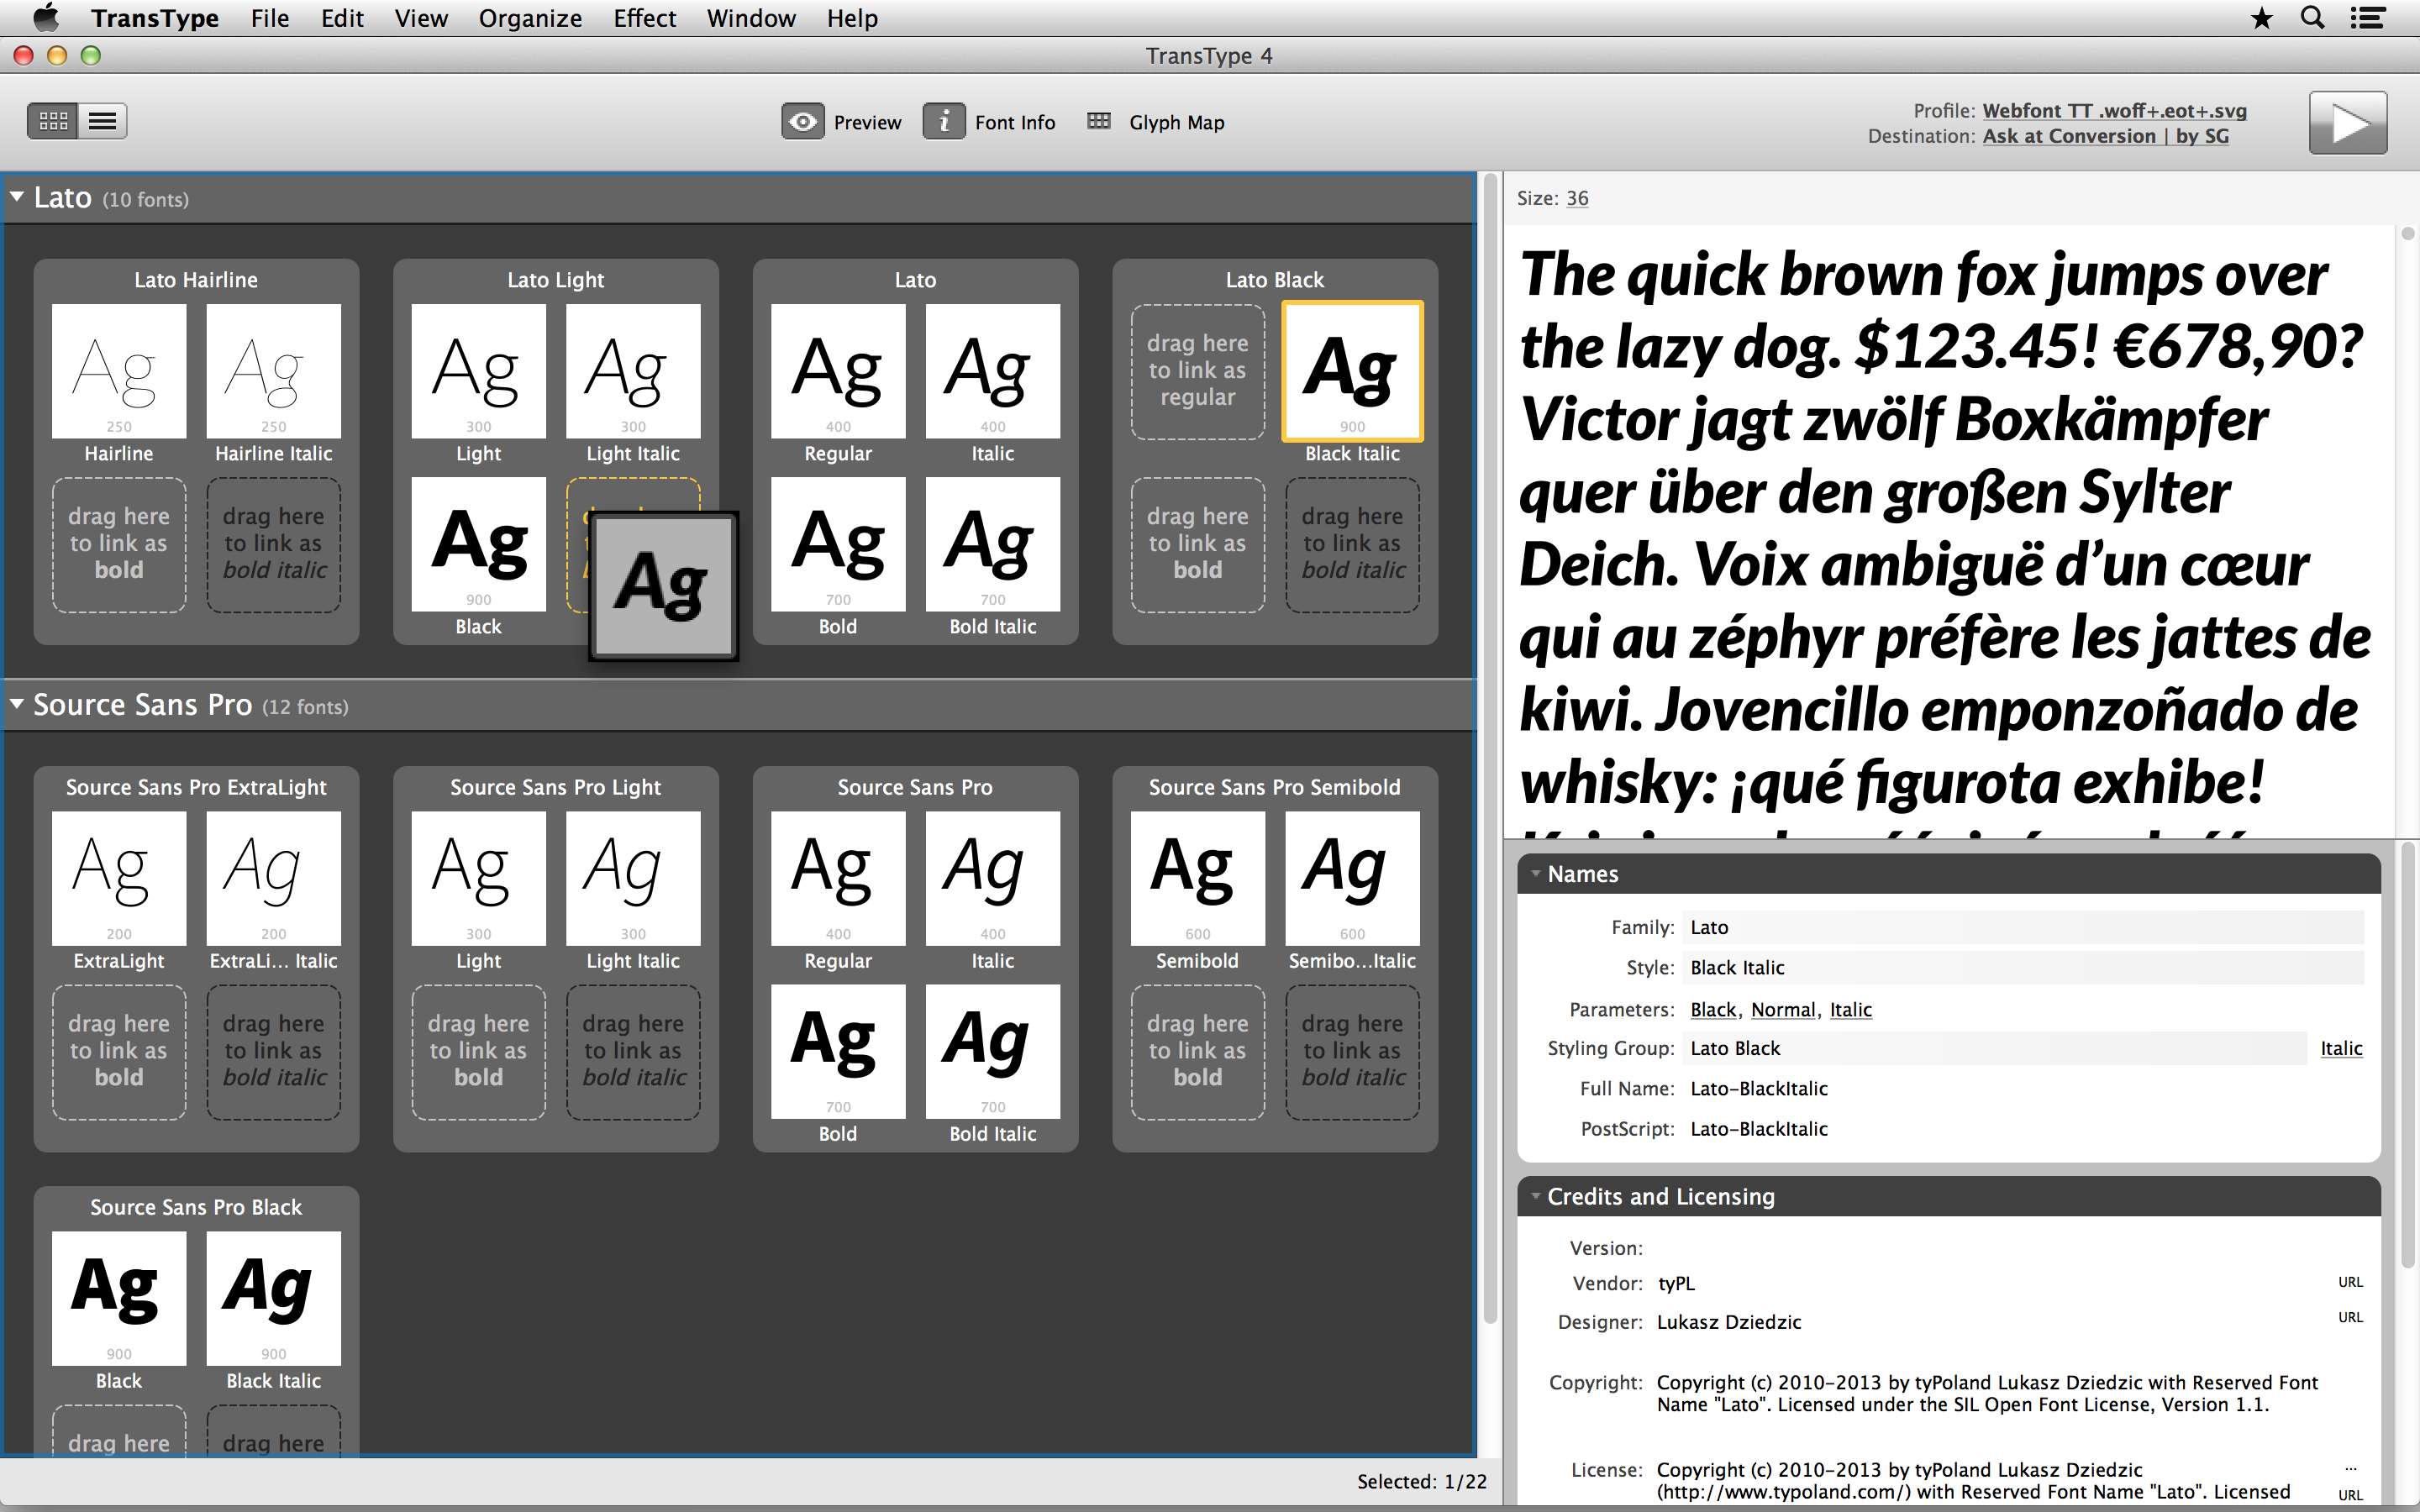 TransType File Edit View Organize Effect Window Help
TransType 4
Preview Font Info Glyph Map
Profile: Webfont TT .woff+.eot+.svg
Destination: Ask at Conversion | by SG
Lato (10 fonts)
Lato Hairline
Ag Ag
250 250
Hairline Hairline Italic
drag here
to link as
bold
drag here
to link as
bold italic
Lato Light
Ag Ag
300 300
Light Light Italic
Ag
900
Black
Ag
Lato
Ag Ag
400 400
Regular Italic
Ag Ag
700 700
Bold Bold Italic
Lato Black
drag here
to link as
regular
Ag
900
Black Italic
drag here
to link as
bold
drag here
to link as
bold italic
Source Sans Pro (12 fonts)
Source Sans Pro ExtraLight
Ag Ag
200 200
ExtraLight ExtraLi... Italic
drag here
to link as
bold
drag here
to link as
bold italic
Source Sans Pro Light
Ag Ag
300 300
Light Light Italic
drag here
to link as
bold
drag here
to link as
bold italic
Source Sans Pro
Ag Ag
400 400
Regular Italic
Ag Ag
700 700
Bold Bold Italic
Source Sans Pro Semibold
Ag Ag
600 600
Semibold Semibo...Italic
drag here
to link as
bold
drag here
to link as
bold italic
Source Sans Pro Black
Ag Ag
900 900
Black Black Italic
drag here
drag here
Selected: 1/22
Size: 36
The quick brown fox jumps over
the lazy dog. $123.45! €678,90?
Victor jagt zwölf Boxkämpfer
quer über den großen Sylter
Deich. Voix ambiguë d’un cœur
qui au zéphyr préfère les jattes de
kiwi. Jovencillo emponzoñado de
whisky: ¡qué figurota exhibe!
Names
Family: Lato
Style: Black Italic
Parameters: Black, Normal, Italic
Styling Group: Lato Black Italic
Full Name: Lato-BlackItalic
PostScript: Lato-BlackItalic
Credits and Licensing
Version:
Vendor: tyPL URL
Designer: Lukasz Dziedzic URL
Copyright: Copyright (c) 2010-2013 by tyPoland Lukasz Dziedzic with Reserved Font
Name "Lato". Licensed under the SIL Open Font License, Version 1.1.
License: Copyright (c) 2010-2013 by tyPoland Lukasz Dziedzic ...
(http://www.typoland.com/) with Reserved Font Name "Lato". Licensed URL